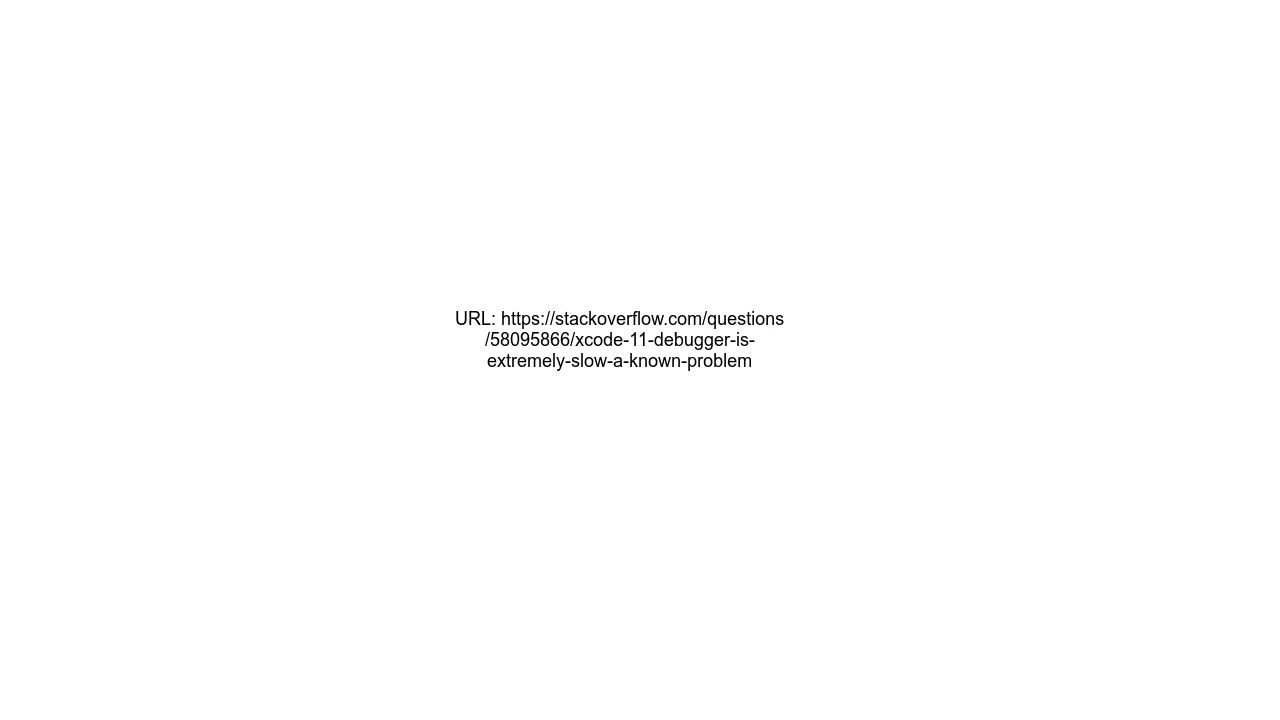 URL: https://stackoverflow.com/questions
/58095866/xcode-11-debugger-is-
extremely-slow-a-known-problem